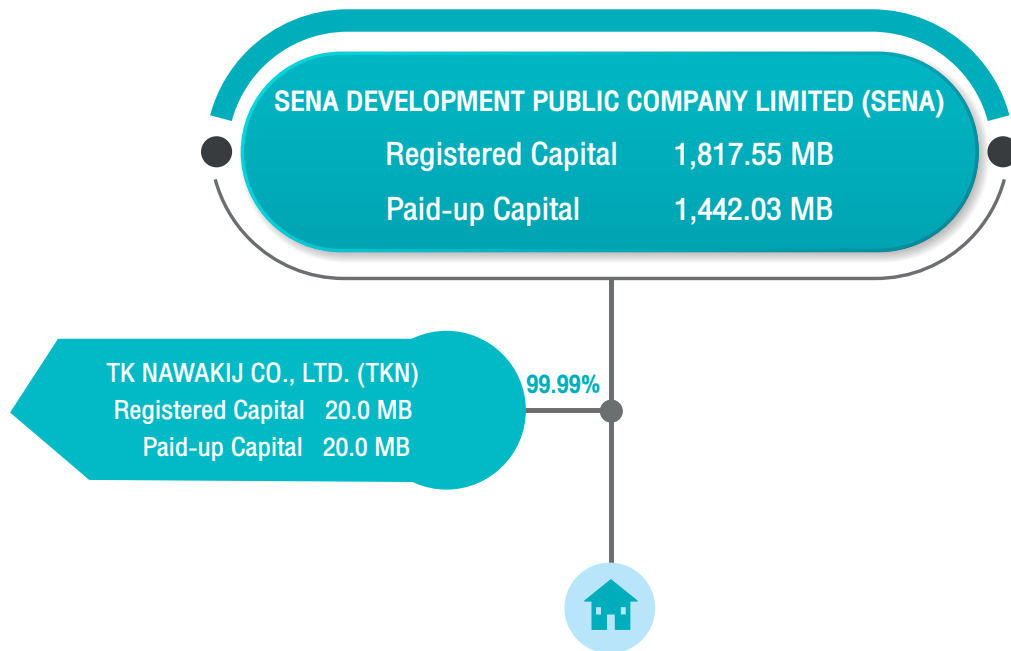 SENA DEVELOPMENT PUBLIC COMPANY LIMITED (SENA)
Registered Capital 1,817.55 MB
Paid-up Capital 1,442.03 MB
TK NAWAKIJ CO., LTD. (TKN)
Registered Capital 20.0 MB
Paid-up Capital 20.0 MB
99.99%